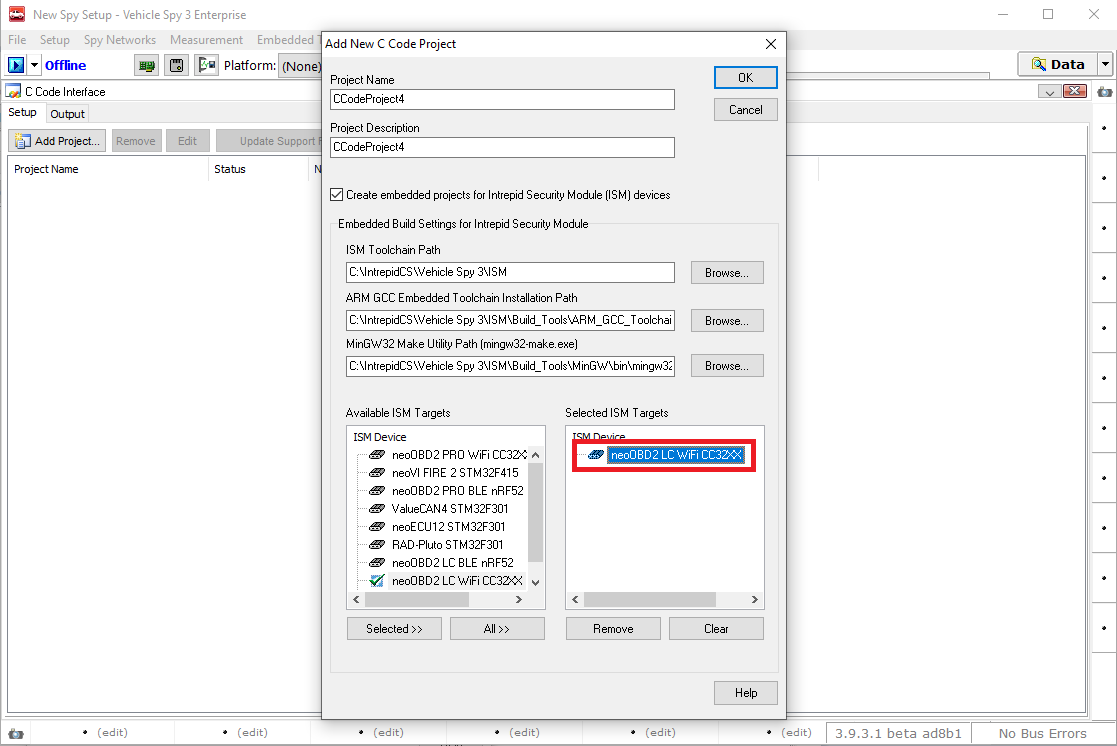 New Spy Setup - Vehicle Spy 3 Enterprise
File Setup Spy Networks Measurement Embedded
Offline
Platform: (None)
Data
C Code Interface
Setup Output
Add Project... Remove Edit Update Support
Project Name Status
Add New C Code Project
Project Name
OK
CCodeProject4
Cancel
Project Description
CCodeProject4
Create embedded projects for Intrepid Security Module (ISM) devices
Embedded Build Settings for Intrepid Security Module
ISM Toolchain Path
C:\IntrepidCS\Vehicle Spy 3\ISM
Browse...
ARM GCC Embedded Toolchain Installation Path
C:\IntrepidCS\Vehicle Spy 3\ISM\Build_Tools\ARM_GCC_Toolchai
Browse...
MinGW32 Make Utility Path (mingw32-make.exe)
C:\IntrepidCS\Vehicle Spy 3\ISM\Build_Tools\MinGW\bin\mingw32
Browse...
Available ISM Targets
ISM Device
neoOBD2 PRO WiFi CC32X
neoVI FIRE 2 STM32F415
neoOBD2 PRO BLE nRF52
ValueCAN4 STM32F301
neoECU12 STM32F301
RAD-Pluto STM32F301
neoOBD2 LC BLE nRF52
neoOBD2 LC WiFi CC32XX
Selected >> All >>
Selected ISM Targets
ISM Device
neoOBD2 LC WiFi CC32XX
Remove Clear
Help
(edit) (edit) (edit) (edit) (edit) (edit) 3.9.3.1 beta ad8b1 No Bus Errors